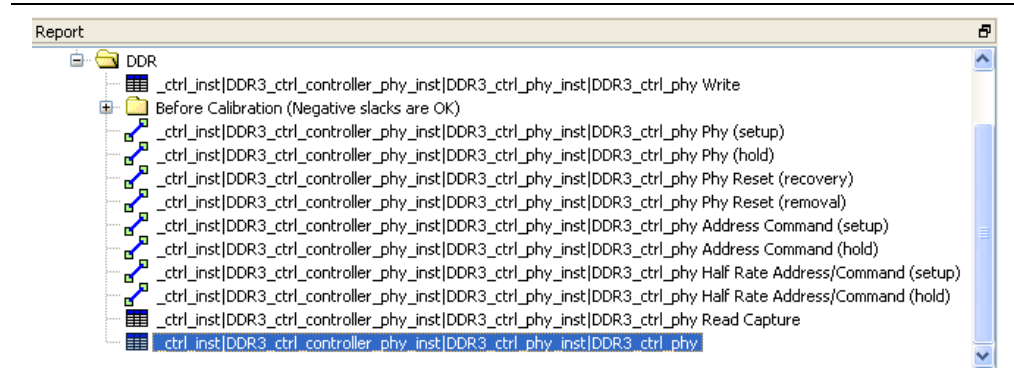 Report
DDR
_ctrl_inst|DDR3_ctrl_controller_phy_inst|DDR3_ctrl_phy_inst|DDR3_ctrl_phy Write
Before Calibration (Negative slacks are OK)
_ctrl_inst|DDR3_ctrl_controller_phy_inst|DDR3_ctrl_phy_inst|DDR3_ctrl_phy Phy (setup)
_ctrl_inst|DDR3_ctrl_controller_phy_inst|DDR3_ctrl_phy_inst|DDR3_ctrl_phy Phy (hold)
_ctrl_inst|DDR3_ctrl_controller_phy_inst|DDR3_ctrl_phy_inst|DDR3_ctrl_phy Phy Reset (recovery)
_ctrl_inst|DDR3_ctrl_controller_phy_inst|DDR3_ctrl_phy_inst|DDR3_ctrl_phy Phy Reset (removal)
_ctrl_inst|DDR3_ctrl_controller_phy_inst|DDR3_ctrl_phy_inst|DDR3_ctrl_phy Address Command (setup)
_ctrl_inst|DDR3_ctrl_controller_phy_inst|DDR3_ctrl_phy_inst|DDR3_ctrl_phy Address Command (hold)
_ctrl_inst|DDR3_ctrl_controller_phy_inst|DDR3_ctrl_phy_inst|DDR3_ctrl_phy Half Rate Address/Command (setup)
_ctrl_inst|DDR3_ctrl_controller_phy_inst|DDR3_ctrl_phy_inst|DDR3_ctrl_phy Half Rate Address/Command (hold)
_ctrl_inst|DDR3_ctrl_controller_phy_inst|DDR3_ctrl_phy_inst|DDR3_ctrl_phy Read Capture
_ctrl_inst|DDR3_ctrl_controller_phy_inst|DDR3_ctrl_phy_inst|DDR3_ctrl_phy